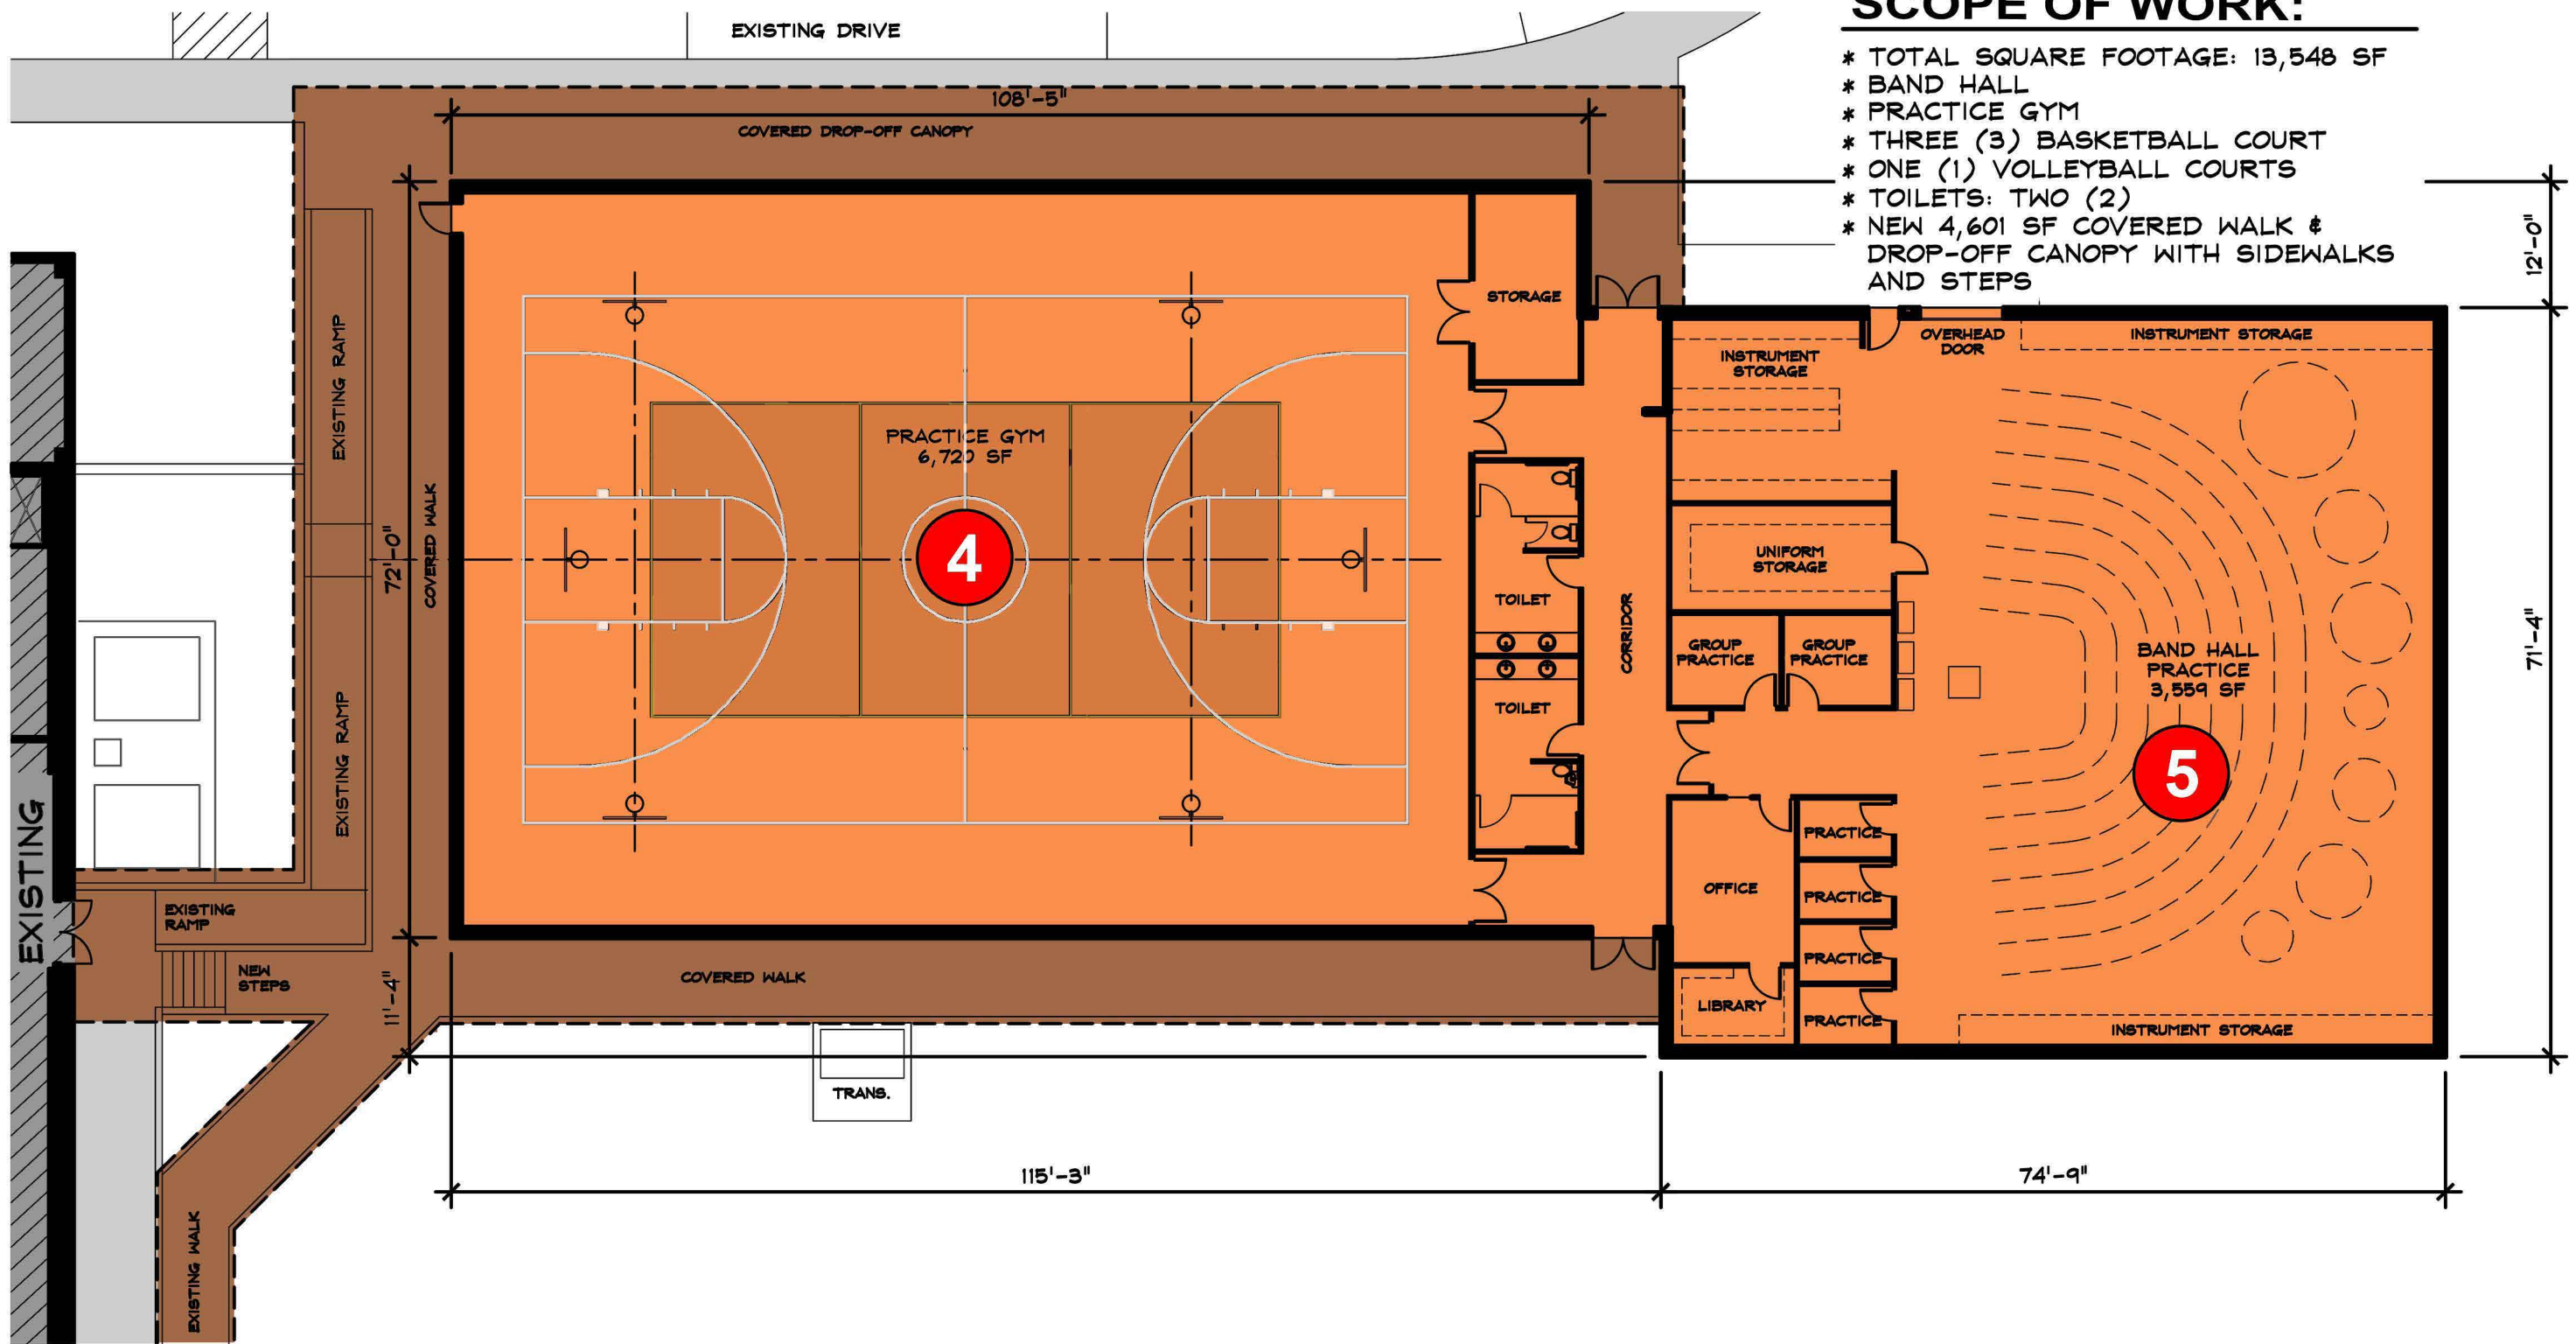 SCOPE OF WORK:
* TOTAL SQUARE FOOTAGE: 13,548 SF
* BAND HALL
* PRACTICE GYM
* THREE (3) BASKETBALL COURT
* ONE (1) VOLLEYBALL COURTS
* TOILETS: TWO (2)
* NEW 4,601 SF COVERED WALK &
DROP-OFF CANOPY WITH SIDEWALKS
AND STEPS
EXISTING DRIVE
108'-5"
COVERED DROP-OFF CANOPY
12'-0"
STORAGE
INSTRUMENT
STORAGE
OVERHEAD
DOOR
INSTRUMENT STORAGE
EXISTING RAMP
PRACTICE GYM
6,720 SF
4
72'-0"
COVERED WALK
TOILET
CORRIDOR
UNIFORM
STORAGE
GROUP
PRACTICE
GROUP
PRACTICE
BAND HALL
PRACTICE
3,559 SF
5
71'-4"
EXISTING RAMP
TOILET
EXISTING
PRACTICE
OFFICE
PRACTICE
EXISTING
RAMP
PRACTICE
NEW
STEPS
11'-4"
COVERED WALK
LIBRARY
PRACTICE
INSTRUMENT STORAGE
TRANS.
115'-3"
74'-9"
EXISTING WALK